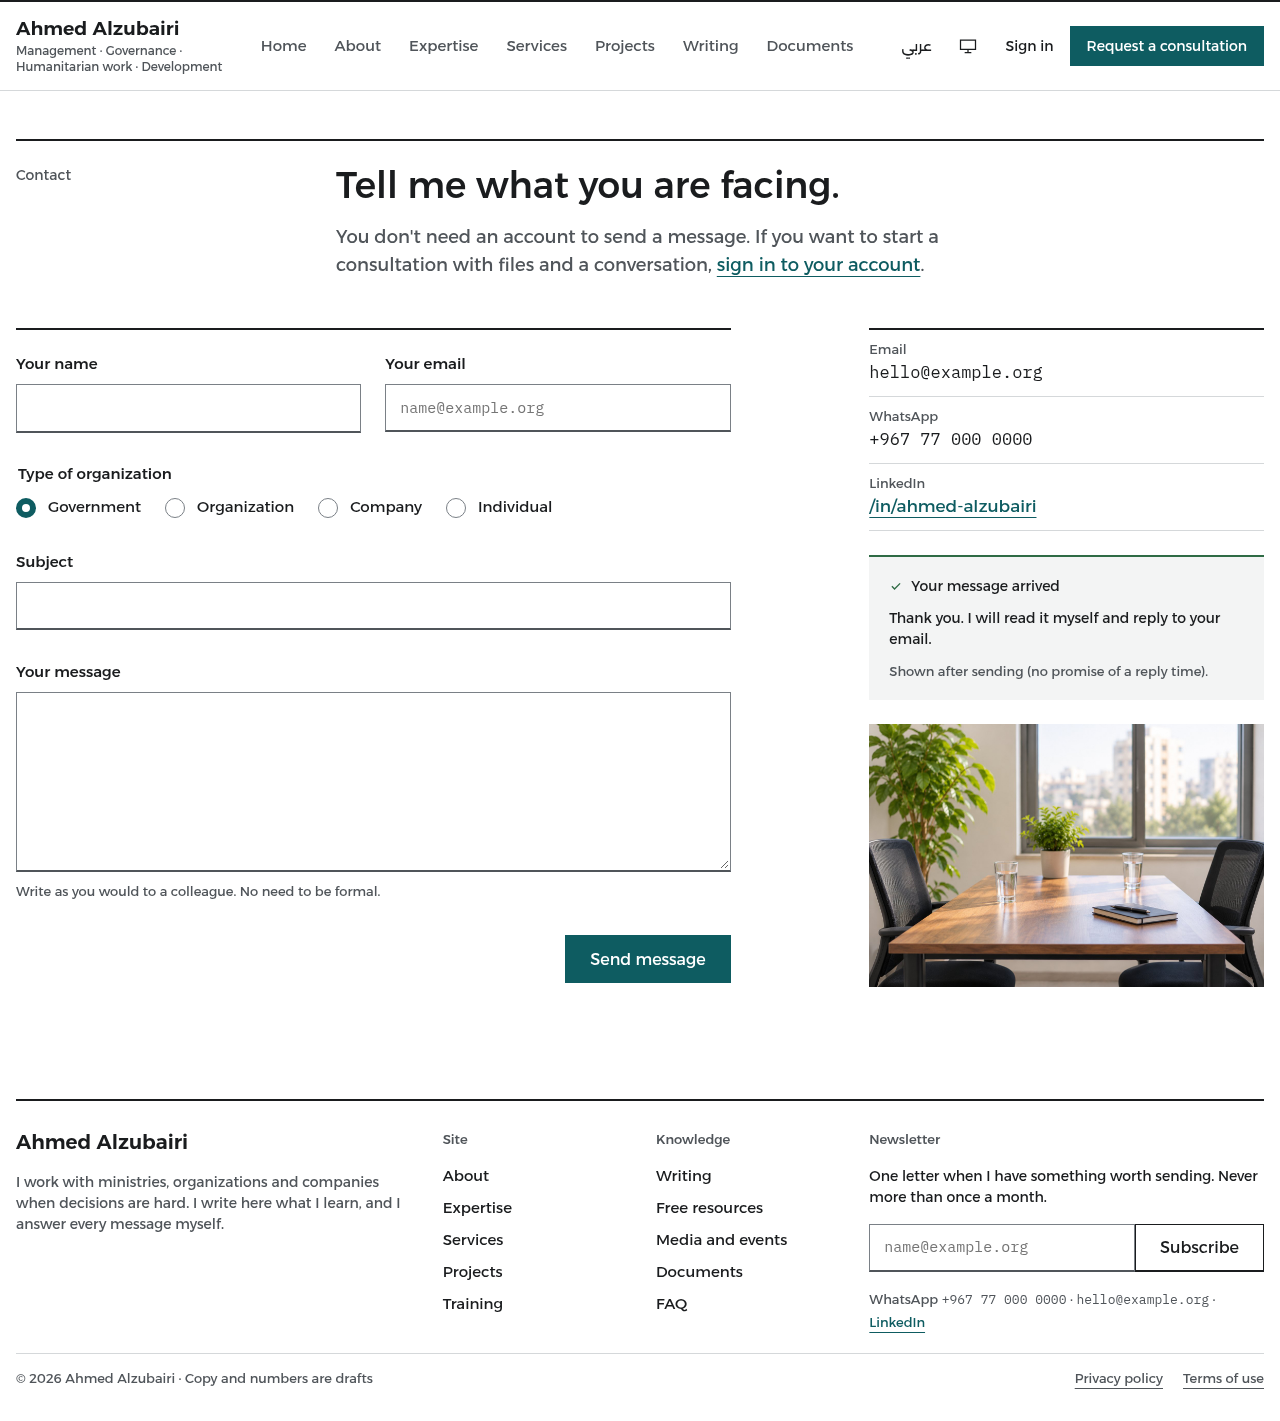 Ahmed Alzubairi
Management · Governance ·
Humanitarian work · Development
Home
About
Expertise
Services
Projects
Writing
Documents
عربي
Sign in
Request a consultation
Contact
Tell me what you are facing.
You don't need an account to send a message. If you want to start a
consultation with files and a conversation, sign in to your account.
Your name
Your email
name@example.org
Type of organization
Government
Organization
Company
Individual
Subject
Your message
Write as you would to a colleague. No need to be formal.
Send message
Email
hello@example.org
WhatsApp
+967 77 000 0000
LinkedIn
/in/ahmed-alzubairi
Your message arrived
Thank you. I will read it myself and reply to your
email.
Shown after sending (no promise of a reply time).
Ahmed Alzubairi
I work with ministries, organizations and companies
when decisions are hard. I write here what I learn, and I
answer every message myself.
Site
About
Expertise
Services
Projects
Training
Knowledge
Writing
Free resources
Media and events
Documents
FAQ
Newsletter
One letter when I have something worth sending. Never
more than once a month.
name@example.org
Subscribe
WhatsApp +967 77 000 0000 · hello@example.org ·
LinkedIn
© 2026 Ahmed Alzubairi · Copy and numbers are drafts
Privacy policy
Terms of use